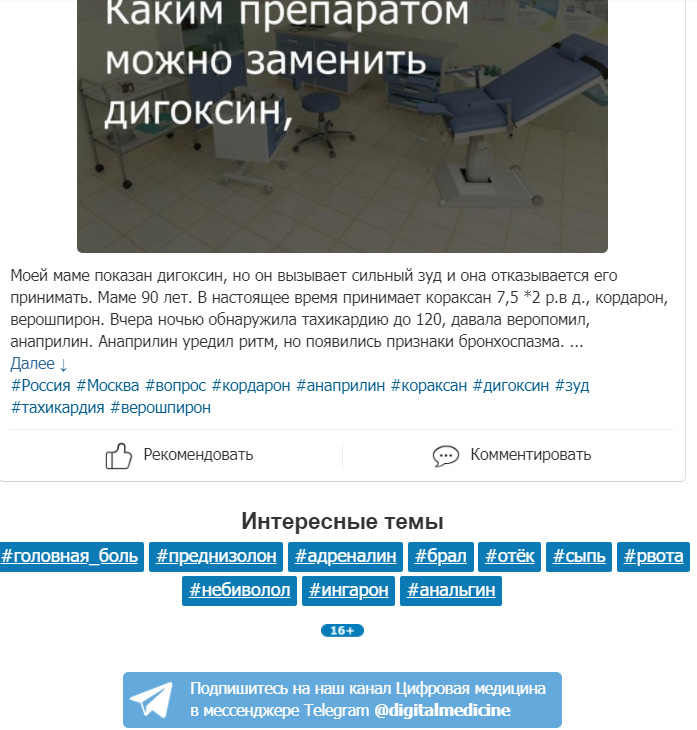 Каким препаратом
можно заменить
дигоксин,
Моей маме показан дигоксин, но он вызывает сильный зуд и она отказывается его
принимать. Маме 90 лет. В настоящее время принимает кораксан 7,5 *2 р.в д., кордарон,
верошпирон. Вчера ночью обнаружила тахикардию до 120, давала веропомил,
анаприлин. Анаприлин уредил ритм, но появились признаки бронхоспазма. ...
Далее ↓
#Россия #Москва #вопрос #кордарон #анаприлин #кораксан #дигоксин #зуд
#тахикардия #верошпирон
Рекомендовать
Комментировать
Интересные темы
#головная_боль #преднизолон #адреналин #брал #отёк #сыпь #рвота
#небиволол #ингарон #анальгин
16+
Подпишитесь на наш канал Цифровая медицина
в мессенджере Telegram @digitalmedicine